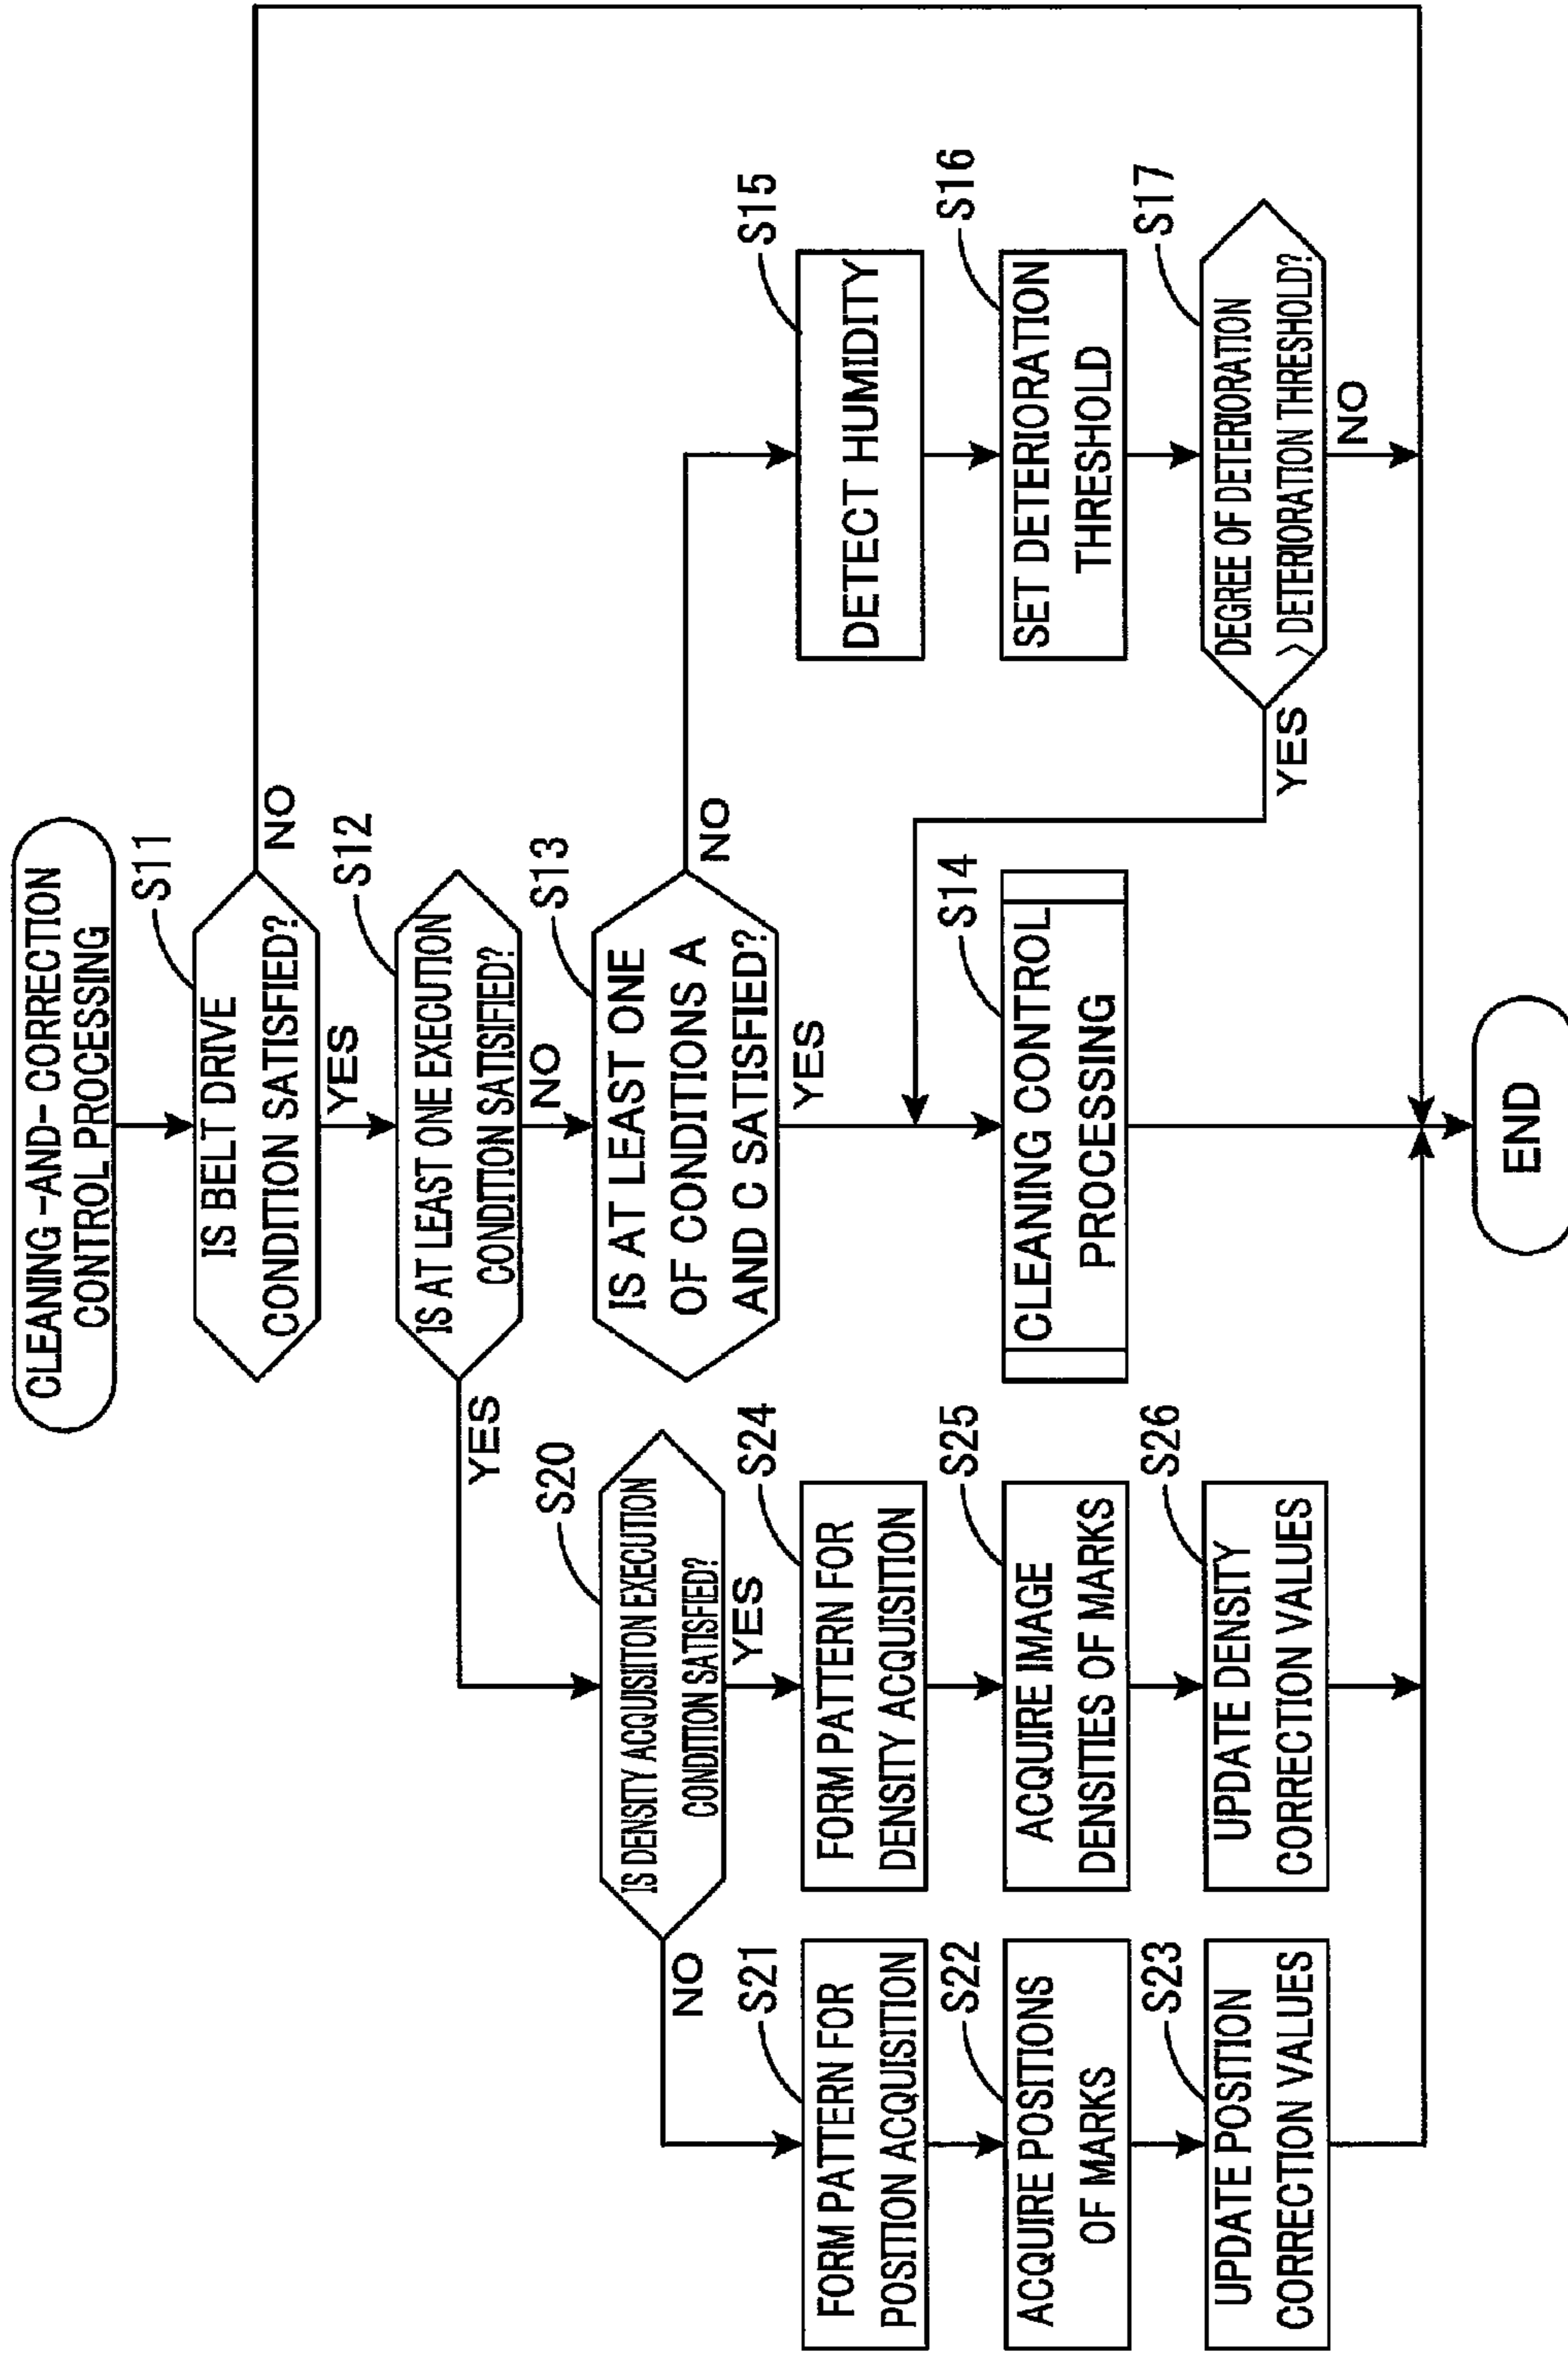 CLEANING -AND- CORRECTION
CONTROL PROCESSING
S11
IS BELT DRIVE
CONDITION SATISFIED?
NO
YES
S12
IS AT LEAST ONE EXECUTION
CONDITION SATISFIED?
YES
NO
S13
IS AT LEAST ONE
OF CONDITIONS A
AND C SATISFIED?
NO
YES
S14
CLEANING CONTROL
PROCESSING
S15
DETECT HUMIDITY
S16
SET DETERIORATION
THRESHOLD
S17
DEGREE OF DETERIORATION
> DETERIORATION THRESHOLD?
YES
NO
S20
IS DENSITY ACQUISIITON EXECUTION
CONDITION SATISFIED?
NO
YES
S21
FORM PATTERN FOR
POSITION ACQUISITION
S22
ACQUIRE POSITIONS
OF MARKS
S23
UPDATE POSITION
CORRECTION VALUES
S24
FORM PATTERN FOR
DENSITY ACQUISITION
S25
ACQUIRE IMAGE
DENSITIES OF MARKS
S26
UPDATE DENSITY
CORRECTION VALUES
END